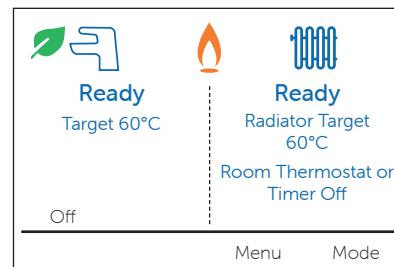 Ready
Target 60°C
Off
Ready
Radiator Target
60°C
Room Thermostat or
Timer Off
Menu
Mode